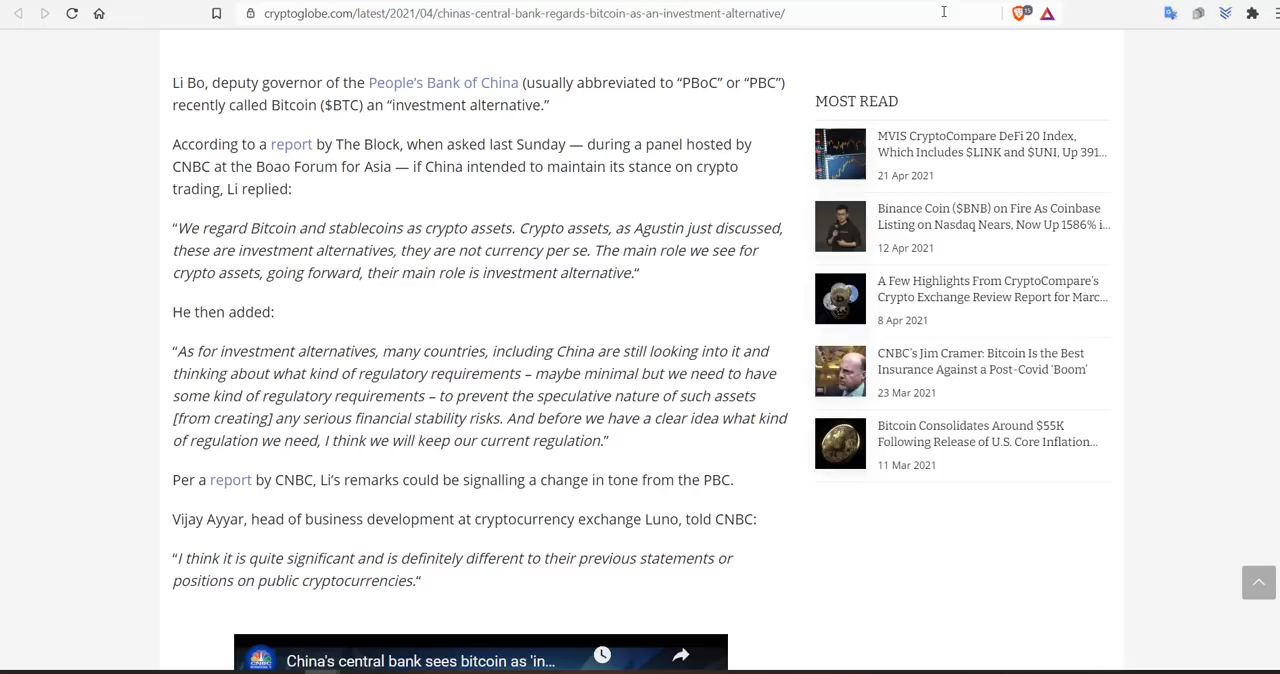 cryptoglobe.com/latest/2021/04/chinas-central-bank-regards-bitcoin-as-an-investment-alternative/
15
Li Bo, deputy governor of the People's Bank of China (usually abbreviated to “PBoC” or “PBC”)
recently called Bitcoin ($BTC) an “investment alternative.”
According to a report by The Block, when asked last Sunday — during a panel hosted by
CNBC at the Boao Forum for Asia — if China intended to maintain its stance on crypto
trading, Li replied:
“We regard Bitcoin and stablecoins as crypto assets. Crypto assets, as Agustin just discussed,
these are investment alternatives, they are not currency per se. The main role we see for
crypto assets, going forward, their main role is investment alternative.“
He then added:
“As for investment alternatives, many countries, including China are still looking into it and
thinking about what kind of regulatory requirements – maybe minimal but we need to have
some kind of regulatory requirements – to prevent the speculative nature of such assets
[from creating] any serious financial stability risks. And before we have a clear idea what kind
of regulation we need, I think we will keep our current regulation.”
Per a report by CNBC, Li's remarks could be signalling a change in tone from the PBC.
Vijay Ayyar, head of business development at cryptocurrency exchange Luno, told CNBC:
“I think it is quite significant and is definitely different to their previous statements or
positions on public cryptocurrencies.“
China's central bank sees bitcoin as 'in...
MOST READ
MVIS CryptoCompare DeFi 20 Index,
Which Includes $LINK and $UNI, Up 391...
21 Apr 2021
Binance Coin ($BNB) on Fire As Coinbase
Listing on Nasdaq Nears, Now Up 1586% i...
12 Apr 2021
A Few Highlights From CryptoCompare's
Crypto Exchange Review Report for Marc...
8 Apr 2021
CNBC's Jim Cramer: Bitcoin Is the Best
Insurance Against a Post-Covid 'Boom'
23 Mar 2021
Bitcoin Consolidates Around $55K
Following Release of U.S. Core Inflation...
11 Mar 2021